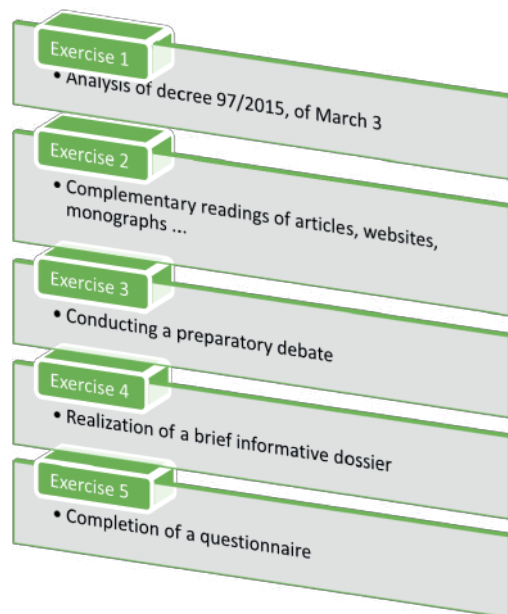 Exercise 1
• Analysis of decree 97/2015, of March 3
Exercise 2
• Complementary readings of articles, websites,
monographs ...
Exercise 3
• Conducting a preparatory debate
Exercise 4
• Realization of a brief informative dossier
Exercise 5
• Completion of a questionnaire